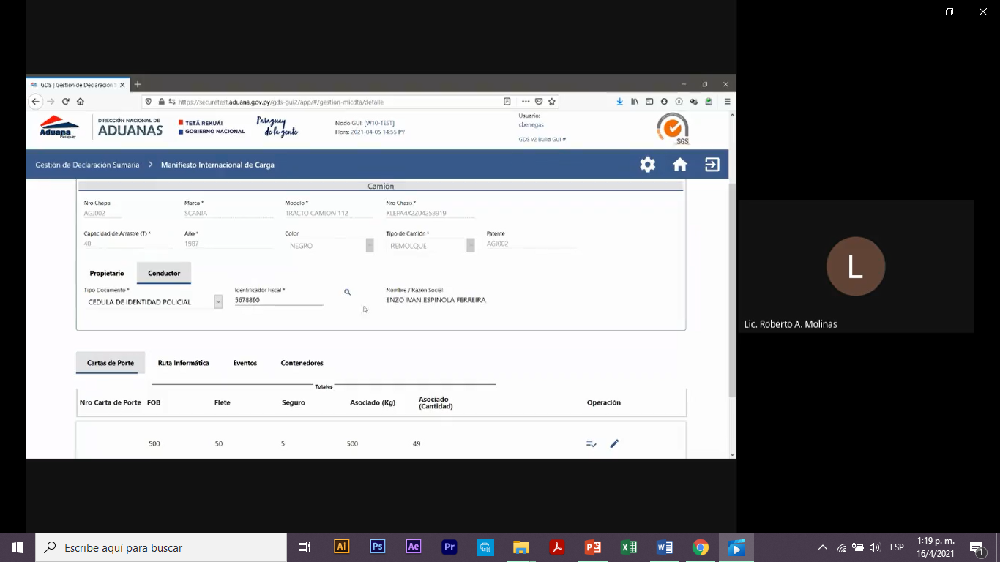 GDS | Gestión de Declaración S
https://securetest.aduana.gov.py/gds-gui2/app/#/gestion-micdta/detalle
Aduana
Paraguay
DIRECCIÓN NACIONAL DE
ADUANAS
TETÃ REKUÁI
GOBIERNO NACIONAL
Paraguay
de la gente
Nodo GUI: [W10-TEST]
Hora: 2021-04-05 14:55 PY
Usuario:
cbenegas
GDS v2 Build GUI #
SGS
Gestión de Declaración Sumaria > Manifiesto Internacional de Carga
Camión
Nro Chapa Marca * Modelo * Nro Chasis *
AGJ002 SCANIA TRACTO CAMION 112 XLEPA4X2Z04258919
Capacidad de Arrastre (T) * Año * Color Tipo de Camión * Patente
40 1987 NEGRO REMOLQUE AGJ002
Propietario Conductor
Tipo Documento * Identificador Fiscal * Nombre / Razón Social
CEDULA DE IDENTIDAD POLICIAL 5678890 ENZO IVAN ESPINOLA FERREIRA
Cartas de Porte Ruta Informática Eventos Contenedores
Totales
Nro Carta de Porte FOB Flete Seguro Asociado (Kg) Asociado (Cantidad) Operación
500 50 5 500 49
L
Lic. Roberto A. Molinas
Escribe aquí para buscar
Ai
Ps
Ae
Pr
ESP
1:19 p. m.
16/4/2021
1